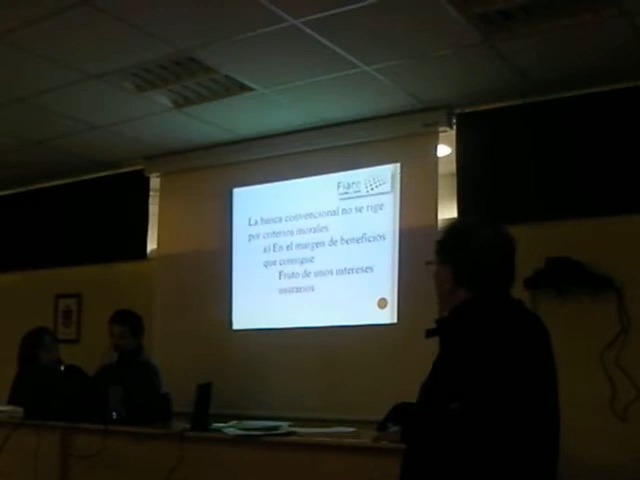 Fiare
La banca convencional no se rige
por criterios morales
a) En el margen de beneficios
que consigue
Fruto de unos intereses
usurarios